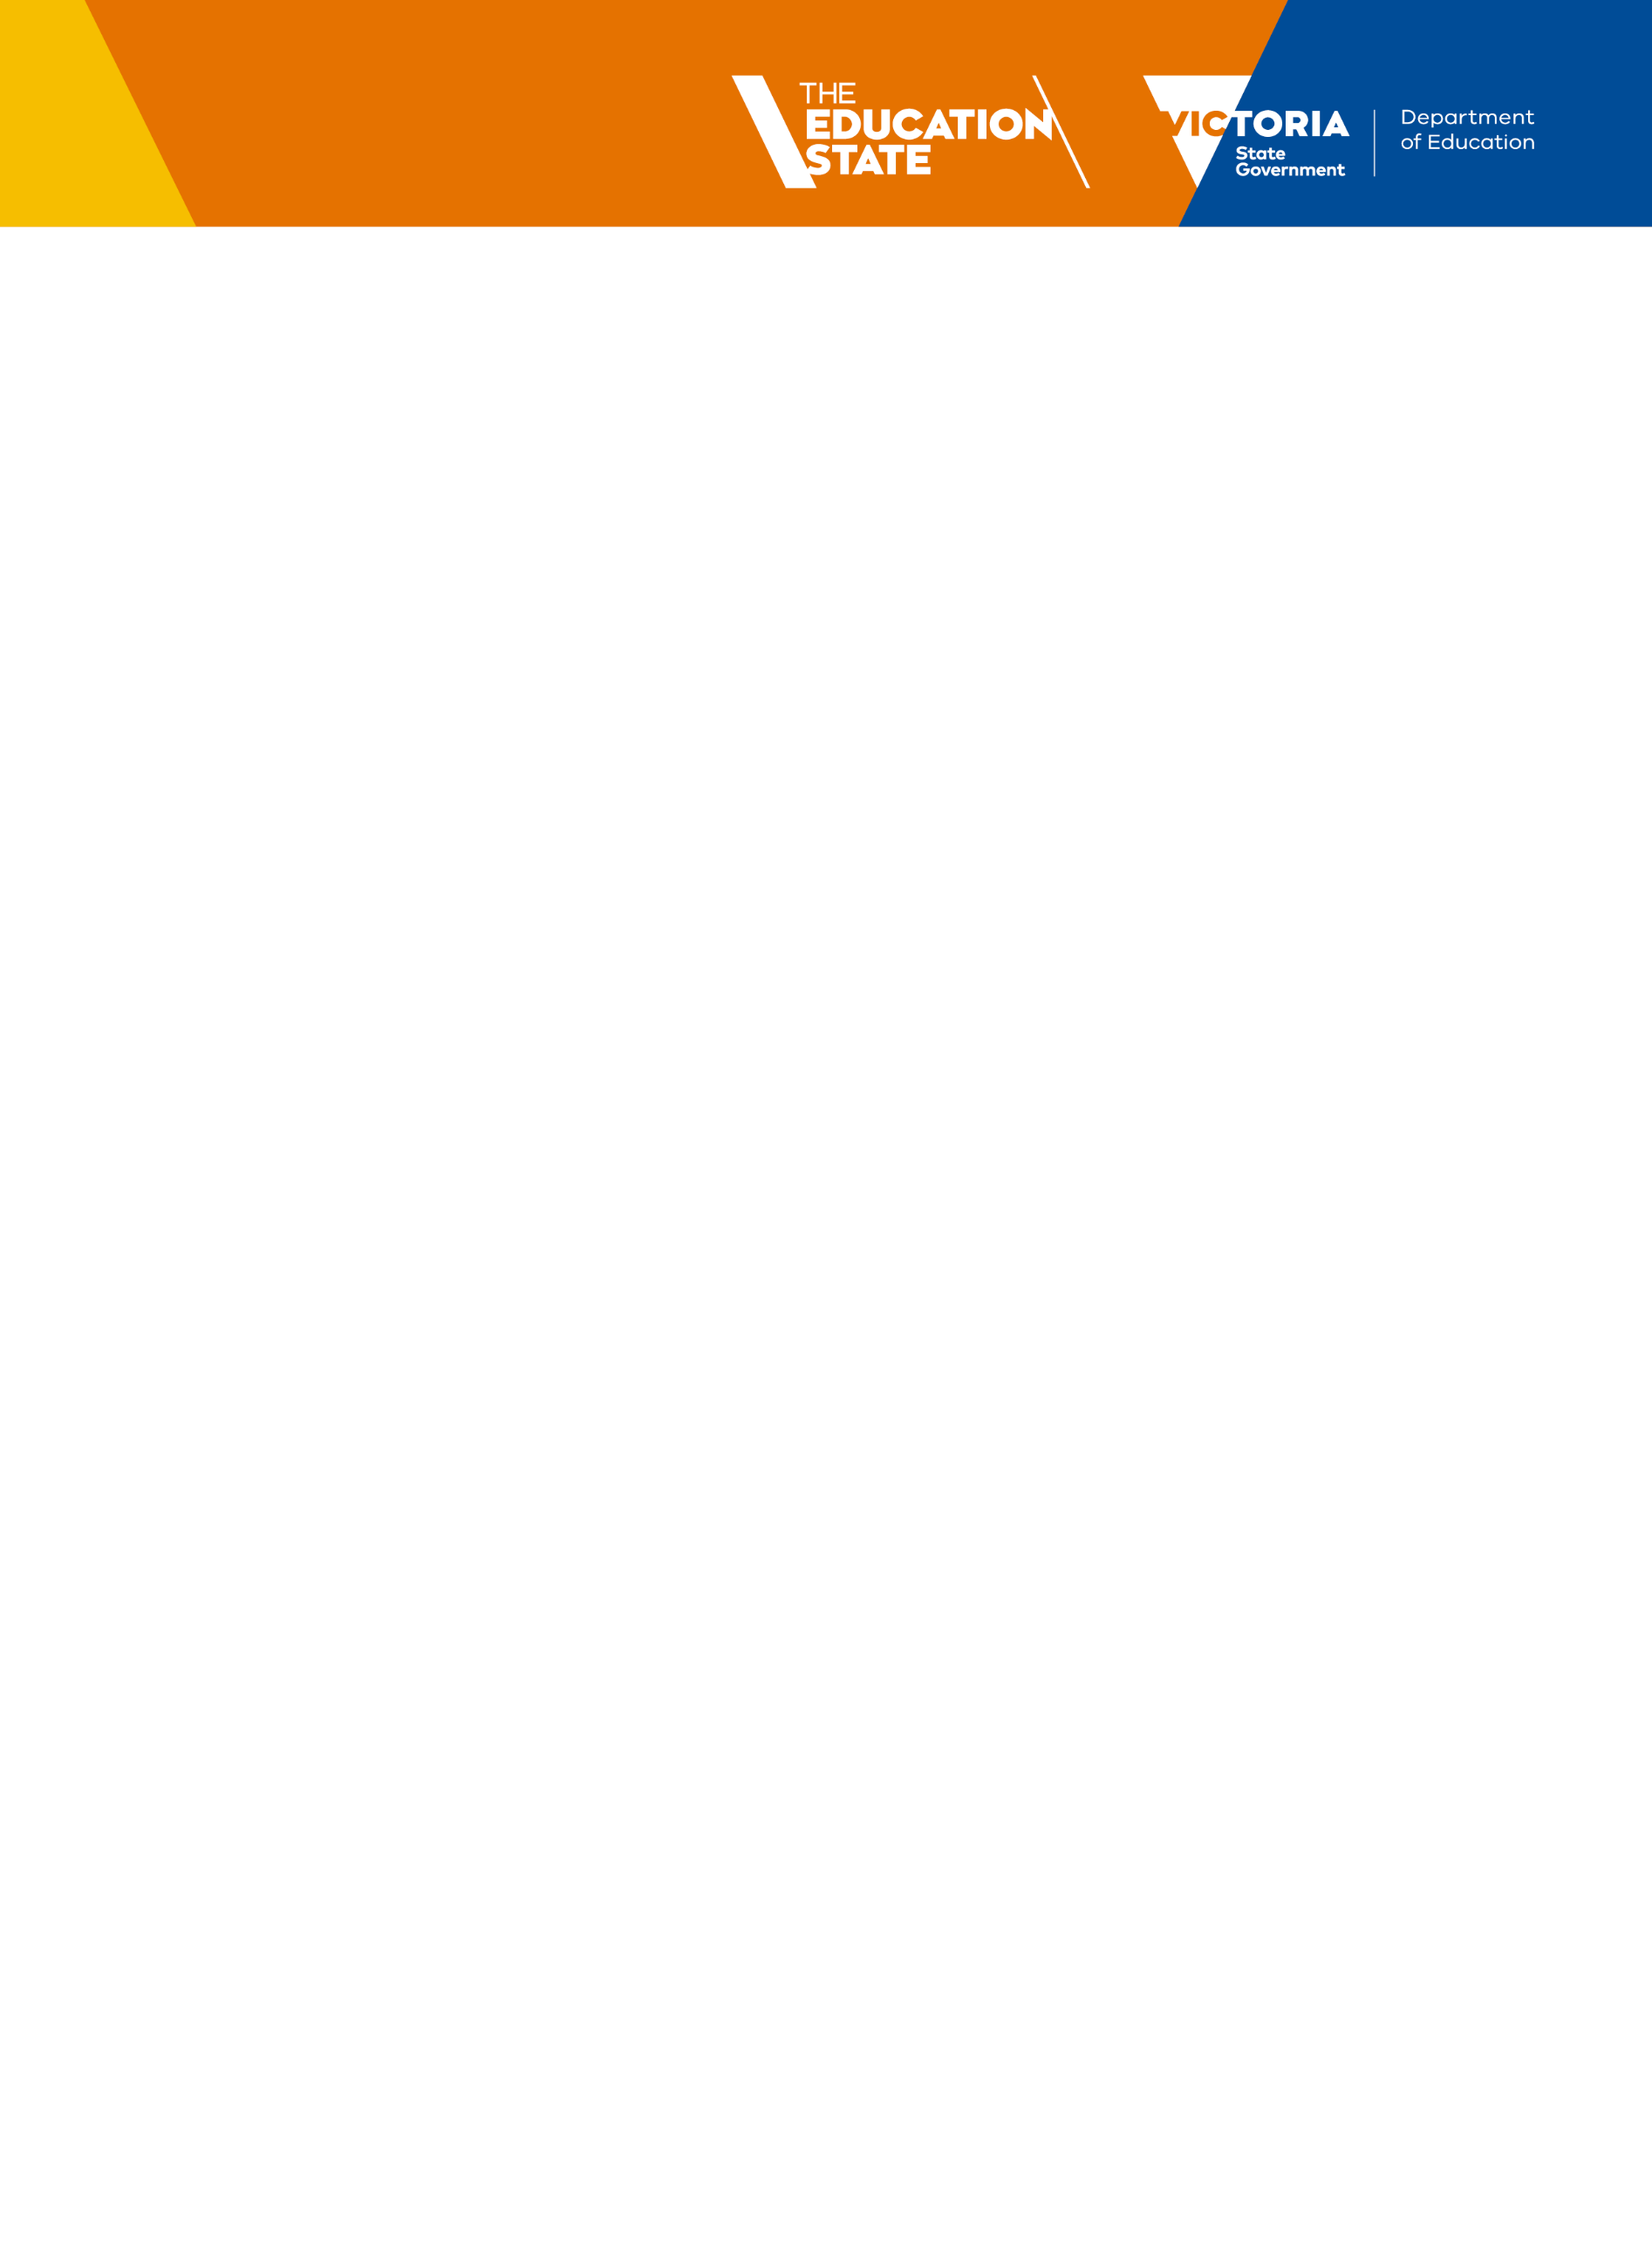 THE
EDUCATION
STATE
VICTORIA
State
Government
Department
of Education